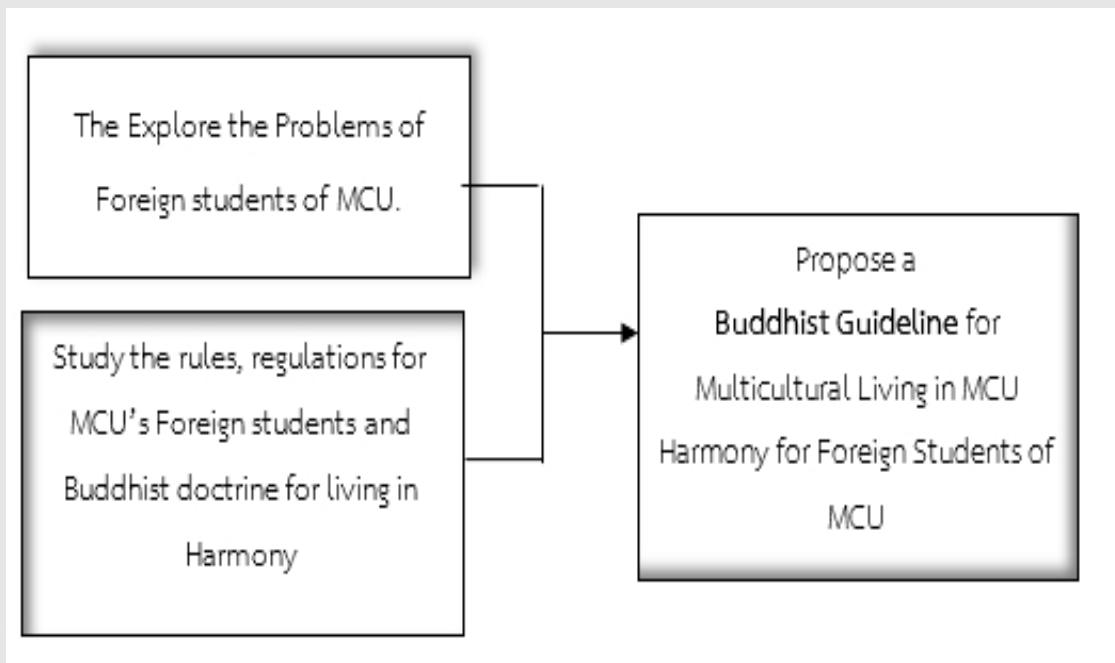 The Explore the Problems of
Foreign students of MCU.
Study the rules, regulations for
MCU's Foreign students and
Buddhist doctrine for living in
Harmony
Propose a
Buddhist Guideline for
Multicultural Living in MCU
Harmony for Foreign Students of
MCU